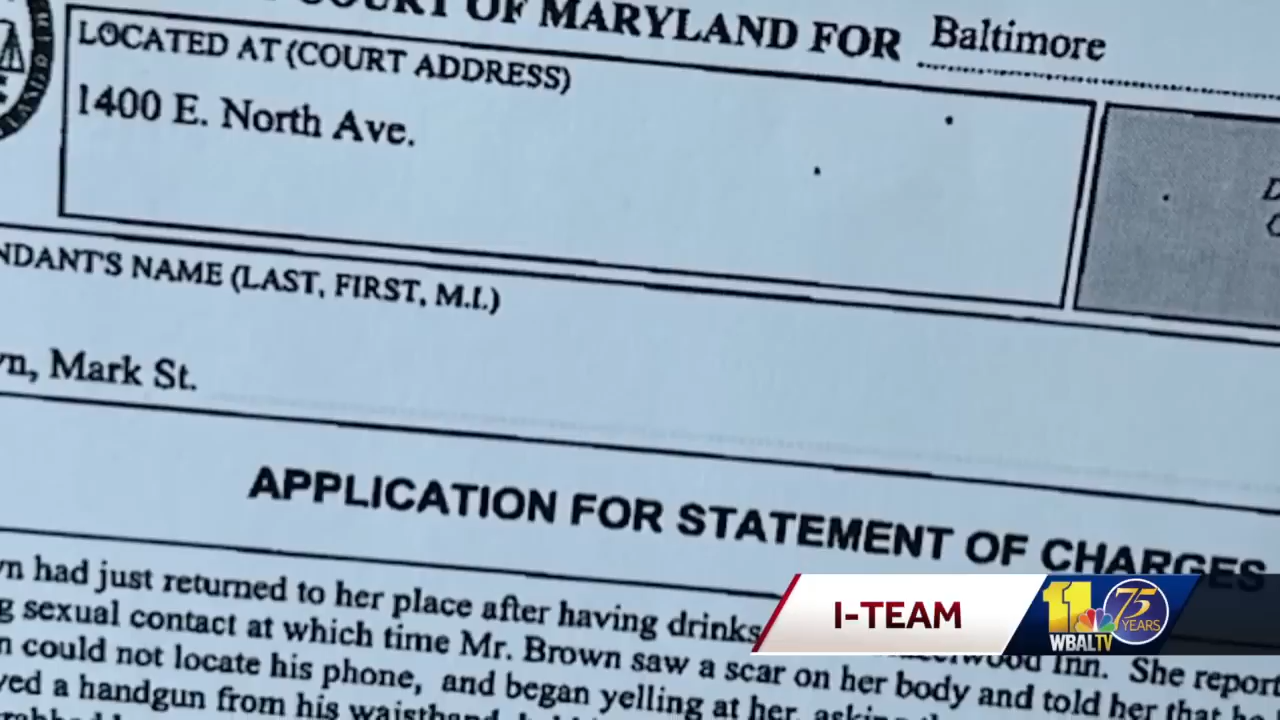 COURT OF MARYLAND FOR Baltimore
LOCATED AT (COURT ADDRESS)
1400 E. North Ave.
NDANT'S NAME (LAST, FIRST, M.I.)
n, Mark St.
APPLICATION FOR STATEMENT OF CHARGES
n had just returned to her place after having drinks
g sexual contact at which time Mr. Brown saw a scar on her body and told her that he
Inn. She report
n could not locate his phone, and began yelling at her, asking
yed a handgun from his waistband,
I-TEAM
11
WBALTV
75
YEARS